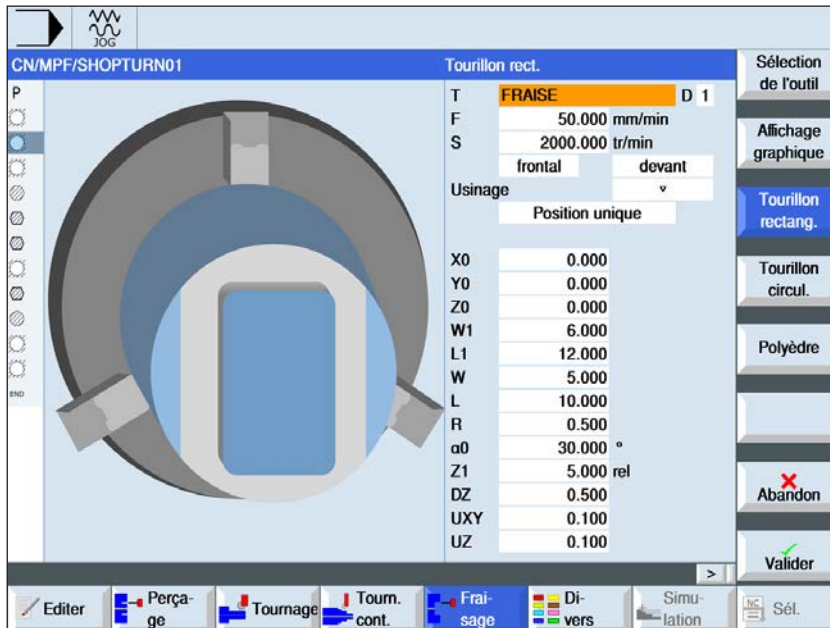 JOG
CN/MPF/SHOPTURN01
Tourillon rect.
P
END
T FRAISE D 1
F 50.000 mm/min
S 2000.000 tr/min
frontal devant
Usinage ▿
Position unique
X0 0.000
Y0 0.000
Z0 0.000
W1 6.000
L1 12.000
W 5.000
L 10.000
R 0.500
α0 30.000 °
Z1 5.000 rel
DZ 0.500
UXY 0.100
UZ 0.100
Sélection
de l'outil
Affichage
graphique
Tourillon
rectang.
Tourillon
circul.
Polyèdre
Abandon
Valider
>
Editer
Perça-
ge
Tournage
Tourn.
cont.
Frai-
sage
Di-
vers
Simu-
lation
NC
Sél.